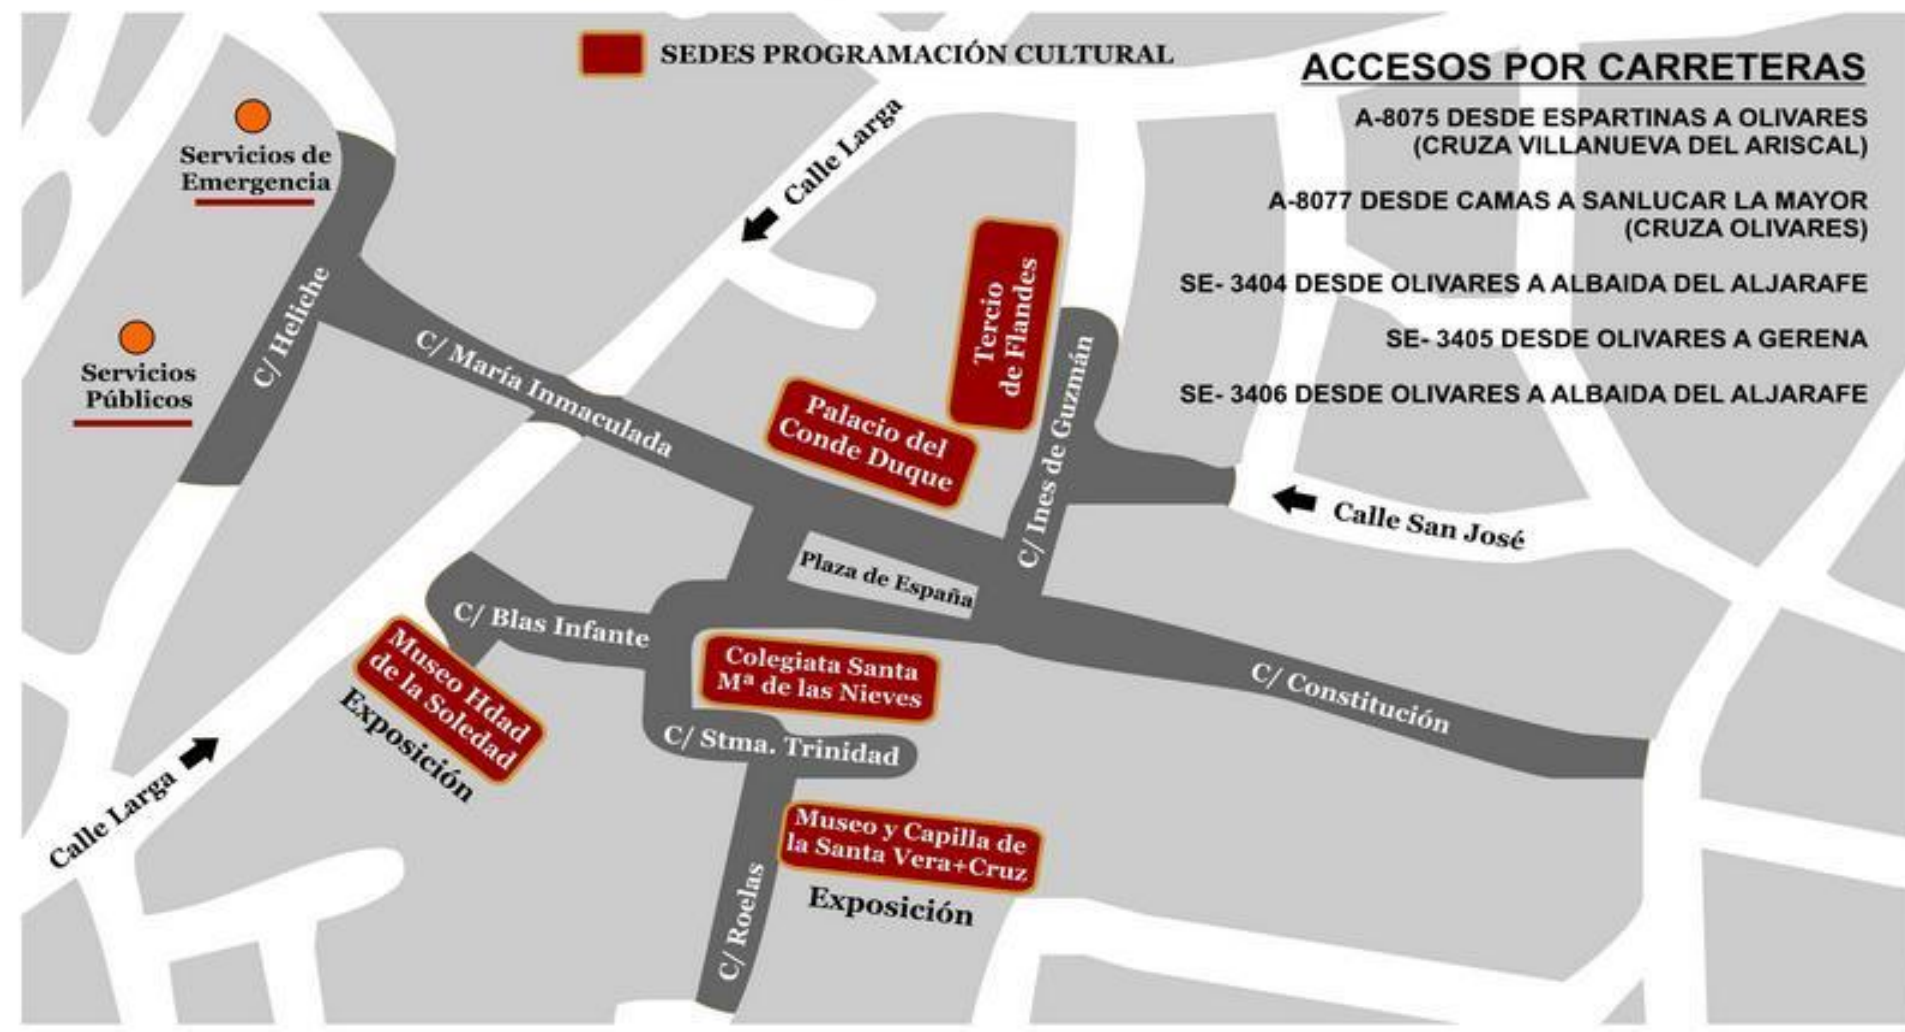 SEDES PROGRAMACIÓN CULTURAL
ACCESOS POR CARRETERAS
A-8075 DESDE ESPARTINAS A OLIVARES
(CRUZA VILLANUEVA DEL ARISCAL)
A-8077 DESDE CAMAS A SANLUCAR LA MAYOR
(CRUZA OLIVARES)
SE- 3404 DESDE OLIVARES A ALBAIDA DEL ALJARAFE
SE- 3405 DESDE OLIVARES A GERENA
SE- 3406 DESDE OLIVARES A ALBAIDA DEL ALJARAFE
Servicios de
Emergencia
Calle Larga
Servicios
Públicos
C/ Heliche
C/ María Inmaculada
Tercio
de Flandes
Palacio del
Conde Duque
C/ Ines de Guzmán
Calle San José
Plaza de España
C/ Blas Infante
Museo Hdad
de la Soledad
Exposición
Colegiata Santa
Mª de las Nieves
C/ Constitución
C/ Stma. Trinidad
Calle Larga
Museo y Capilla de
la Santa Vera+Cruz
Exposición
C/ Roelas